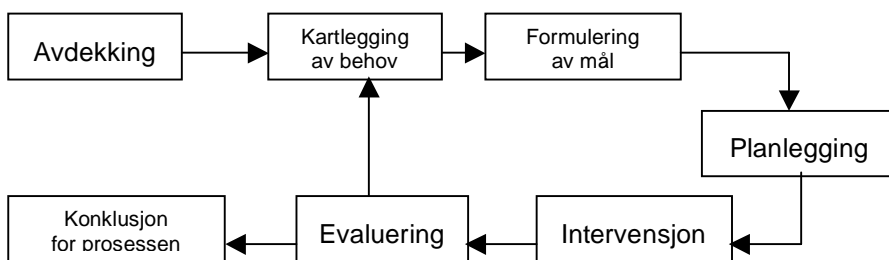 Avdekking
Kartlegging
av behov
Formulering
av mål
Planlegging
Intervensjon
Evaluering
Konklusjon
for prosessen